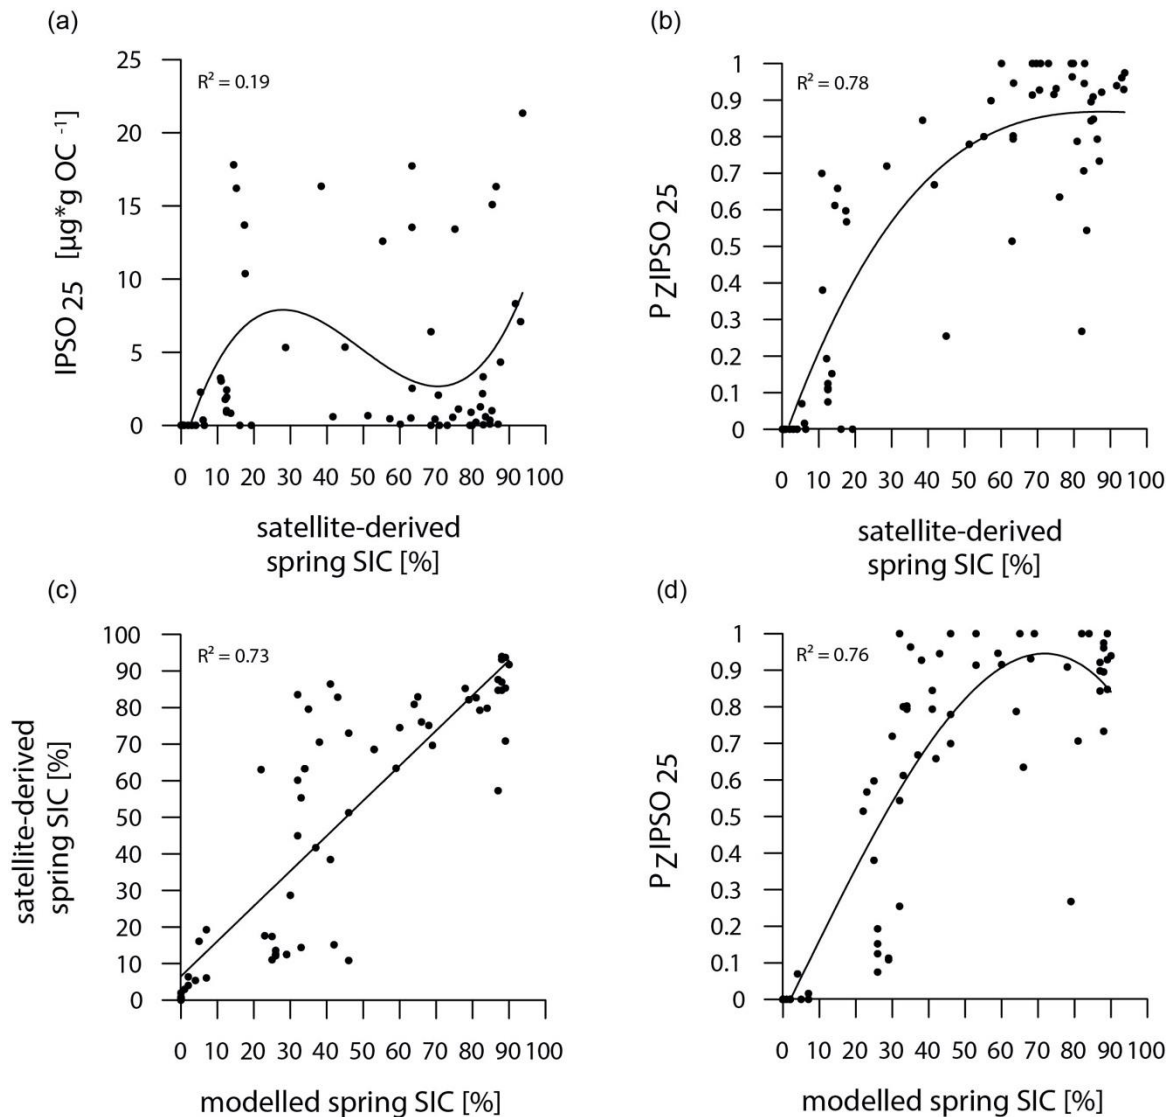 (a)
R² = 0.19
IPSO 25 [µg*g OC -1]
25
20
15
10
5
0
0 10 20 30 40 50 60 70 80 90 100
satellite-derived
spring SIC [%]
(b)
R² = 0.78
PZIPSO 25
1
0.9
0.8
0.7
0.6
0.5
0.4
0.3
0.2
0.1
0
0 10 20 30 40 50 60 70 80 90 100
satellite-derived
spring SIC [%]
(c)
R² = 0.73
satellite-derived
spring SIC [%]
100
90
80
70
60
50
40
30
20
10
0
0 10 20 30 40 50 60 70 80 90 100
modelled spring SIC [%]
(d)
R² = 0.76
PZIPSO 25
1
0.9
0.8
0.7
0.6
0.5
0.4
0.3
0.2
0.1
0
0 10 20 30 40 50 60 70 80 90 100
modelled spring SIC [%]